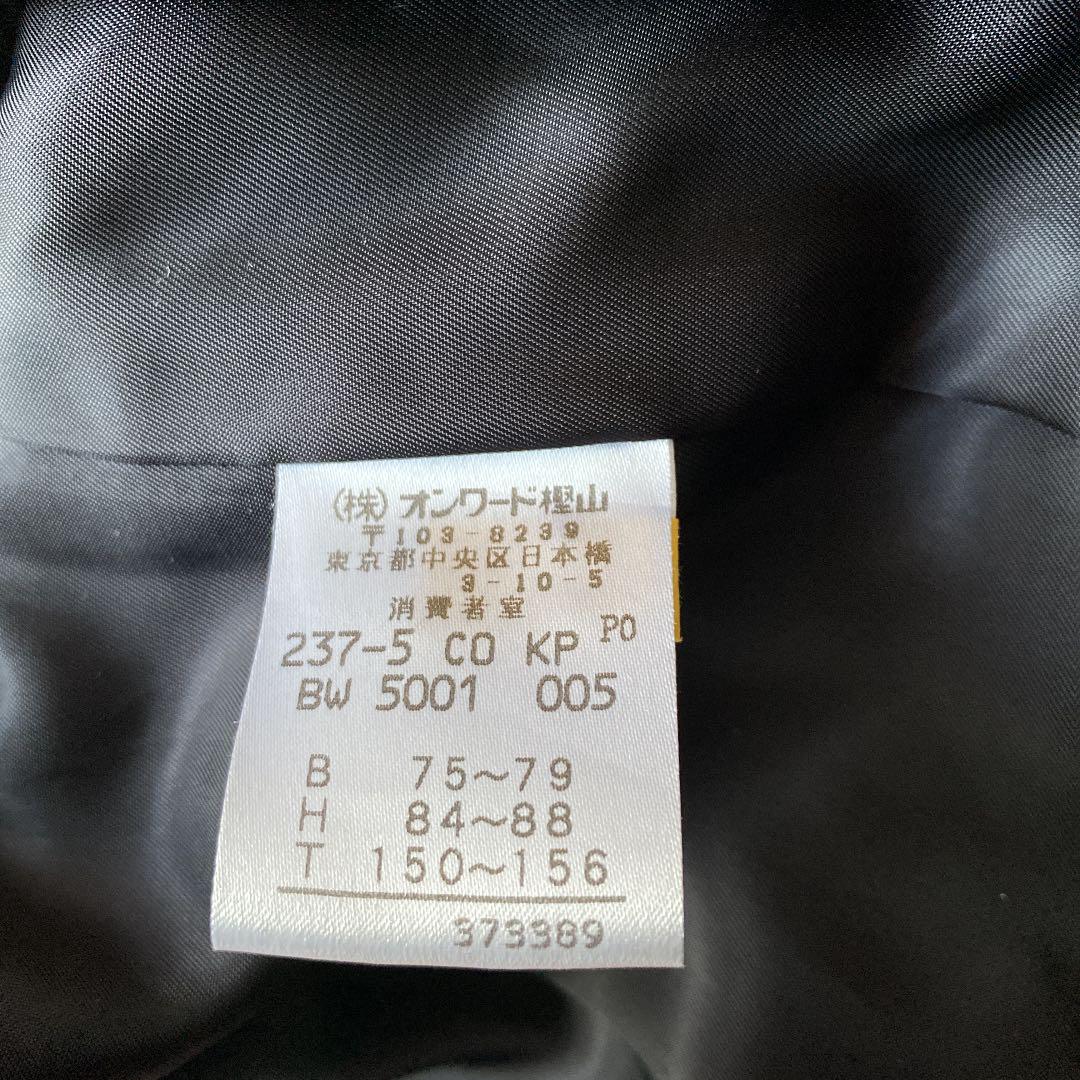 (株)オンワード樫山
〒103-8239
東京都中央区日本橋
3-10-5
消費者室
237-5 CO KP PO
BW 5001 005
B 75~79
H 84~88
T 150~156
373389